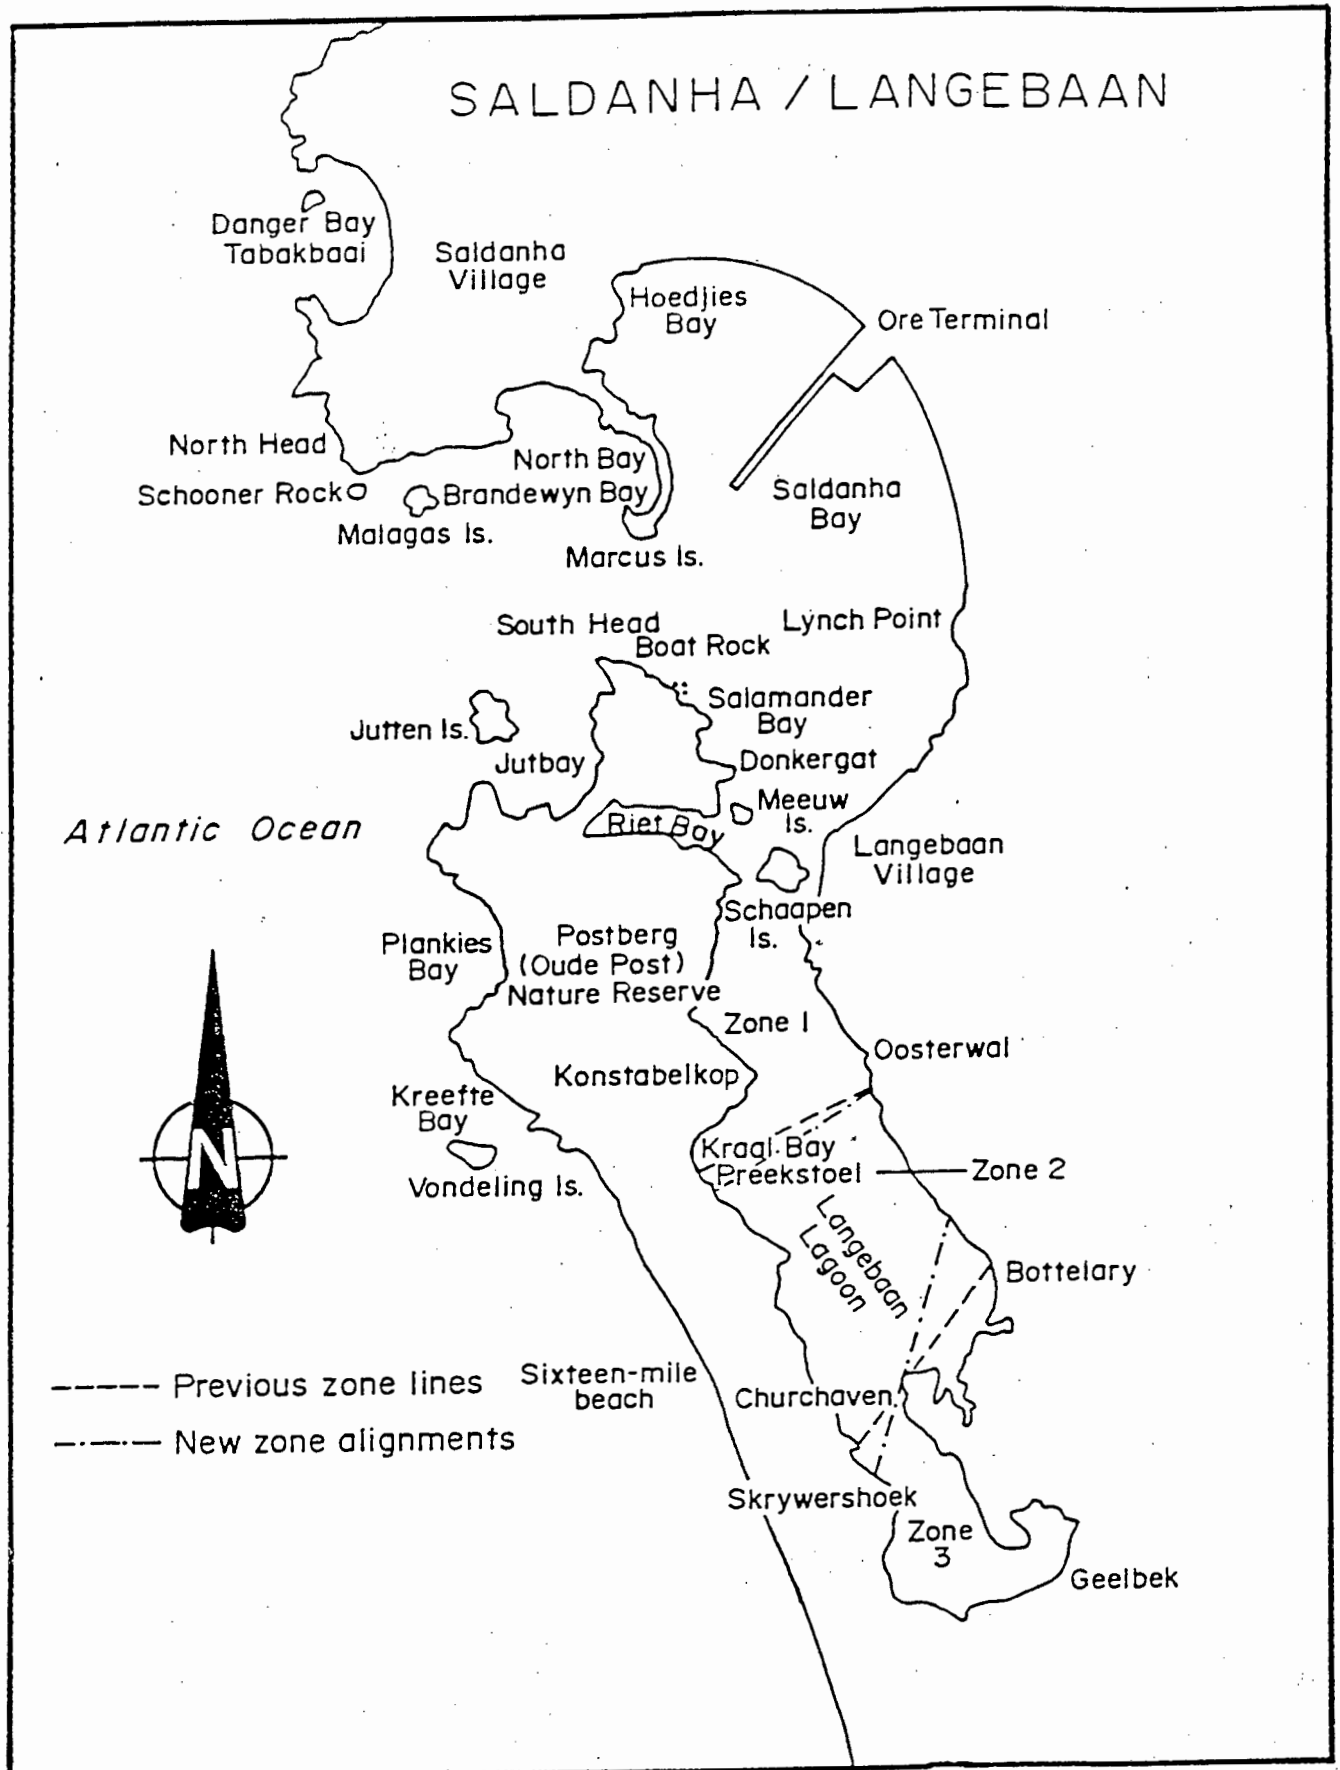 SALDANHA / LANGEBAAN
Danger Bay
Tabakbaai
Saldanha
Village
Hoedjies
Bay
Ore Terminal
North Head
North Bay
Schooner Rock
Brandewyn Bay
Saldanha
Bay
Malagas Is.
Marcus Is.
South Head
Lynch Point
Boat Rock
Salamander
Bay
Jutten Is.
Jutbay
Donkergat
Meeuw
Is.
Atlantic Ocean
Riet Bay
Langebaan
Village
Schaapen
Is.
Plankies
Bay
Postberg
(Oude Post)
Nature Reserve
Zone 1
Oosterwal
Konstabelkop
Kreefte
Bay
Kraal Bay
Preekstoel
Zone 2
N
Vondeling Is.
Langebaan
Lagoon
Bottelary
Previous zone lines
Sixteen-mile
beach
Churchaven
New zone alignments
Skrywershoek
Zone
3
Geelbek